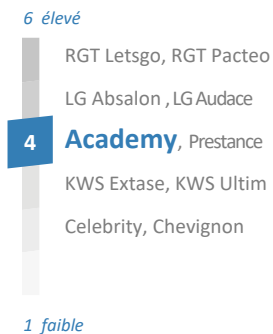 6 élevé
RGT Letsgo, RGT Pacteo
LG Absalon , LG Audace
4 Academy, Prestance
KWS Extase, KWS Ultim
Celebrity, Chevignon
1 faible